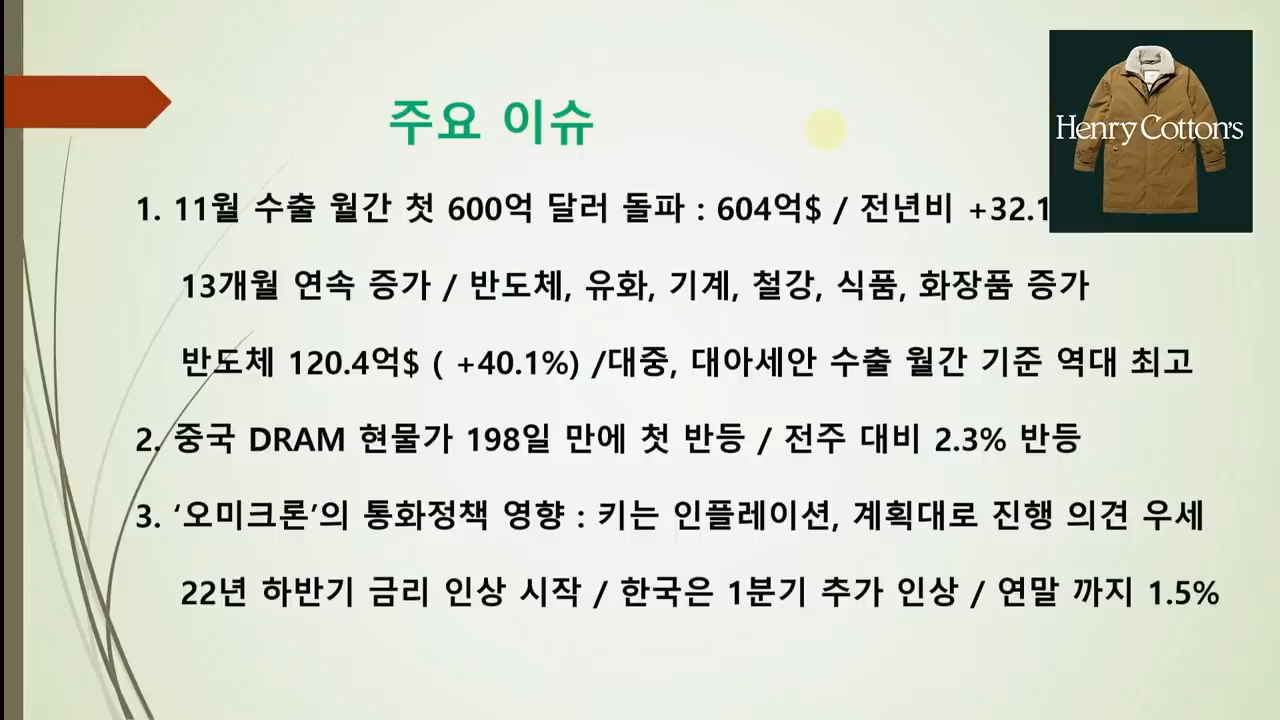 주요 이슈
Henry Cotton's
1. 11월 수출 월간 첫 600억 달러 돌파 : 604억$ / 전년비 +32.1
13개월 연속 증가 / 반도체, 유화, 기계, 철강, 식품, 화장품 증가
반도체 120.4억$ ( +40.1%) /대중, 대아세안 수출 월간 기준 역대 최고
2. 중국 DRAM 현물가 198일 만에 첫 반등 / 전주 대비 2.3% 반등
3. ‘오미크론’의 통화정책 영향 : 키는 인플레이션, 계획대로 진행 의견 우세
22년 하반기 금리 인상 시작 / 한국은 1분기 추가 인상 / 연말 까지 1.5%